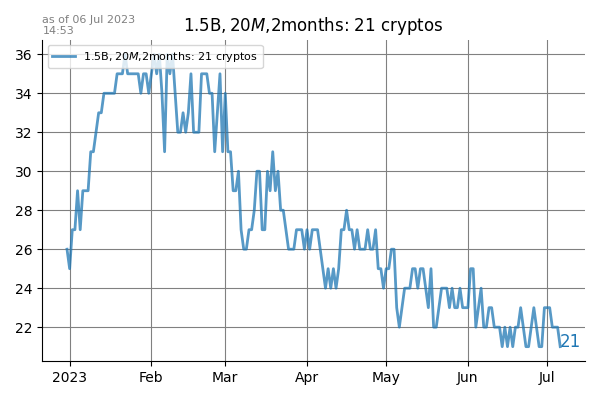 as of 06 Jul 2023
14:53
1.5B, 20M,2months: 21 cryptos
1.5B, 20M,2months: 21 cryptos
36
34
32
30
28
26
24
22
21
2023 Feb Mar Apr May Jun Jul